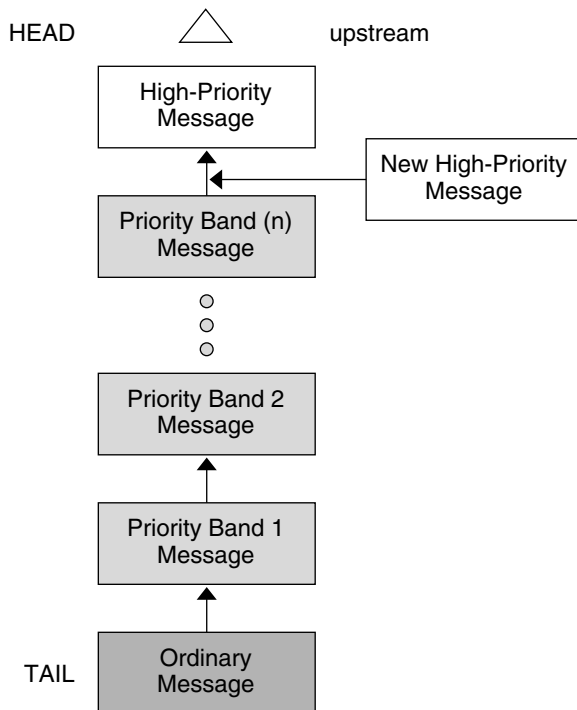 HEAD
upstream
High-Priority
Message
New High-Priority
Message
Priority Band (n)
Message
Priority Band 2
Message
Priority Band 1
Message
TAIL
Ordinary
Message